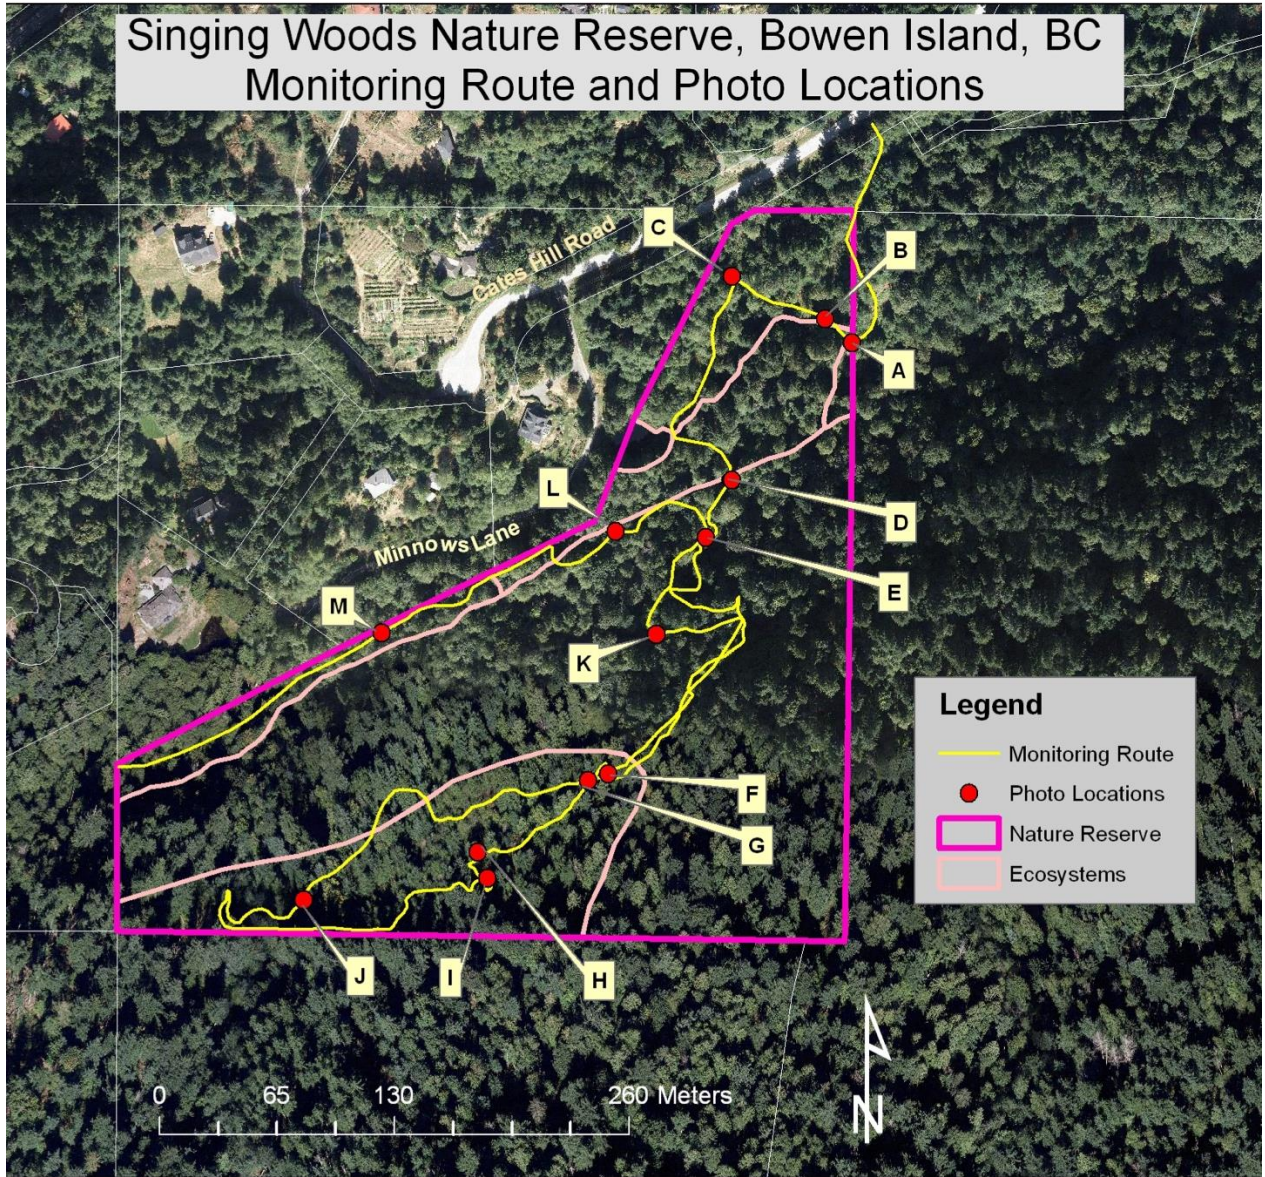 Singing Woods Nature Reserve, Bowen Island, BC
Monitoring Route and Photo Locations
Cates Hill Road
C
B
A
L
D
Minnows Lane
E
M
K
Legend
Monitoring Route
Photo Locations
Nature Reserve
Ecosystems
F
G
J
I
H
0 65 130 260 Meters
N